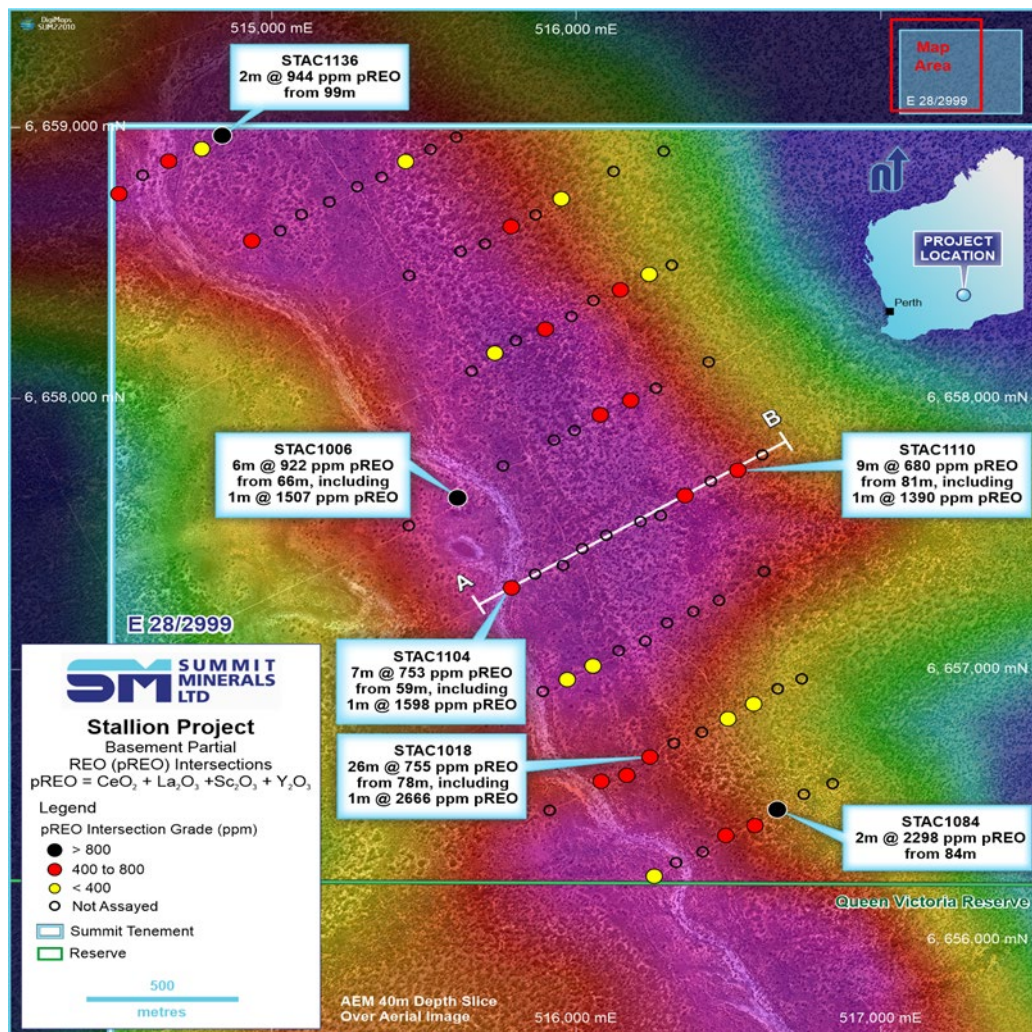 DigiMaps
SUM22010
515,000 mE
516,000 mE
STAC1136
2m @ 944 ppm pREO
from 99m
Map
Area
E 28/2999
6, 659,000 mN
n
PROJECT
LOCATION
Perth
6, 658,000 mN
6, 658,000 mN
B
STAC1006
6m @ 922 ppm pREO
from 66m, including
1m @ 1507 ppm pREO
STAC1110
9m @ 680 ppm pREO
from 81m, including
1m @ 1390 ppm pREO
A
E 28/2999
SM SUMMIT
MINERALS
LTD
Stallion Project
Basement Partial
REO (pREO) Intersections
pREO = CeO₂ + La₂O₃ +Sc₂O₃ + Y₂O₃
Legend
pREO Intersection Grade (ppm)
> 800
400 to 800
< 400
Not Assayed
Summit Tenement
Reserve
500
metres
STAC1104
7m @ 753 ppm pREO
from 59m, including
1m @ 1598 ppm pREO
6, 657,000 mN
STAC1018
26m @ 755 ppm pREO
from 78m, including
1m @ 2666 ppm pREO
STAC1084
2m @ 2298 ppm pREO
from 84m
Queen Victoria Reserve
6, 656,000 mN
AEM 40m Depth Slice
Over Aerial Image
516,000 mE
517,000 mE